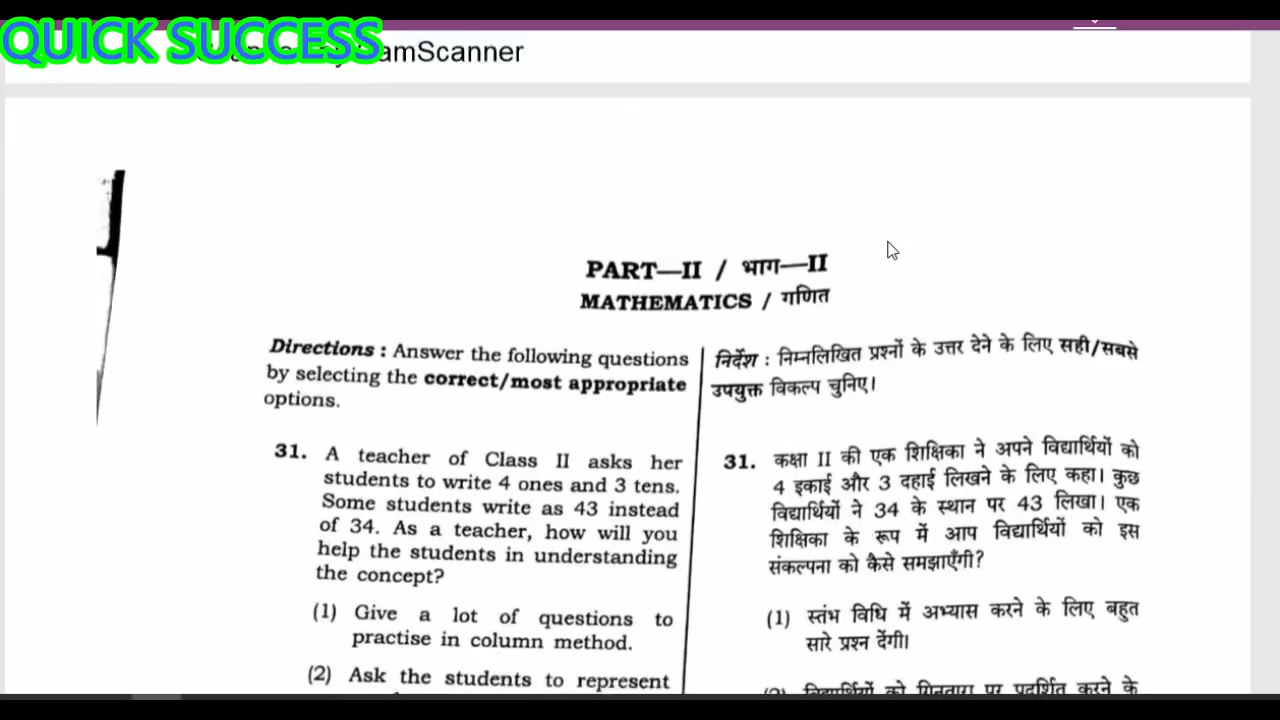 QUICK SUCCESS
amScanner
PART—II / भाग—II
MATHEMATICS / गणित
Directions : Answer the following questions
by selecting the correct/most appropriate
options.
31. A teacher of Class II asks her
students to write 4 ones and 3 tens.
Some students write as 43 instead
of 34. As a teacher, how will you
help the students in understanding
the concept?
(1) Give a lot of questions to
practise in column method.
(2) Ask the students to represent
निर्देश : निम्नलिखित प्रश्नों के उत्तर देने के लिए सही/सबसे
उपयुक्त विकल्प चुनिए।
31. कक्षा II की एक शिक्षिका ने अपने विद्यार्थियों को
4 इकाई और 3 दहाई लिखने के लिए कहा। कुछ
विद्यार्थियों ने 34 के स्थान पर 43 लिखा। एक
शिक्षिका के रूप में आप विद्यार्थियों को इस
संकल्पना को कैसे समझाएँगी?
(1) स्तंभ विधि में अभ्यास करने के लिए बहुत
सारे प्रश्न देंगी।
(2) विद्यार्थियों को गिनतारा पर प्रदर्शित करने के